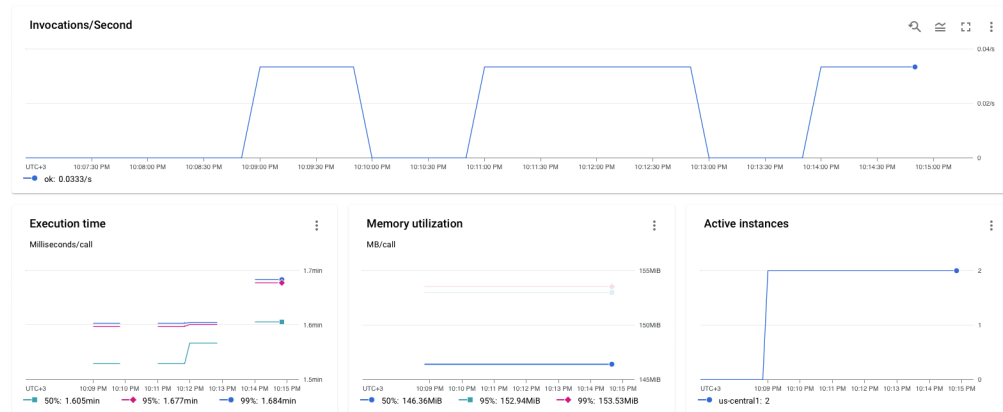 Invocations/Second
0.04/s
0.02/s
0
UTC+3 10:07:30 PM 10:08:00 PM 10:08:30 PM 10:09:00 PM 10:09:30 PM 10:10:00 PM 10:10:30 PM 10:11:00 PM 10:11:30 PM 10:12:00 PM 10:12:30 PM 10:13:00 PM 10:13:30 PM 10:14:00 PM 10:14:30 PM 10:15:00 PM
ok: 0.0333/s
Execution time
Milliseconds/call
1.7min
1.6min
1.5min
UTC+3 10:09 PM 10:10 PM 10:11 PM 10:12 PM 10:13 PM 10:14 PM 10:15 PM
50%: 1.605min 95%: 1.677min 99%: 1.684min
Memory utilization
MB/call
155MiB
150MiB
145MiB
UTC+3 10:09 PM 10:10 PM 10:11 PM 10:12 PM 10:13 PM 10:14 PM 10:15 PM
50%: 146.36MiB 95%: 152.94MiB 99%: 153.53MiB
Active instances
2
1
0
UTC+3 10:09 PM 10:10 PM 10:11 PM 10:12 PM 10:13 PM 10:14 PM 10:15 PM
us-central1: 2